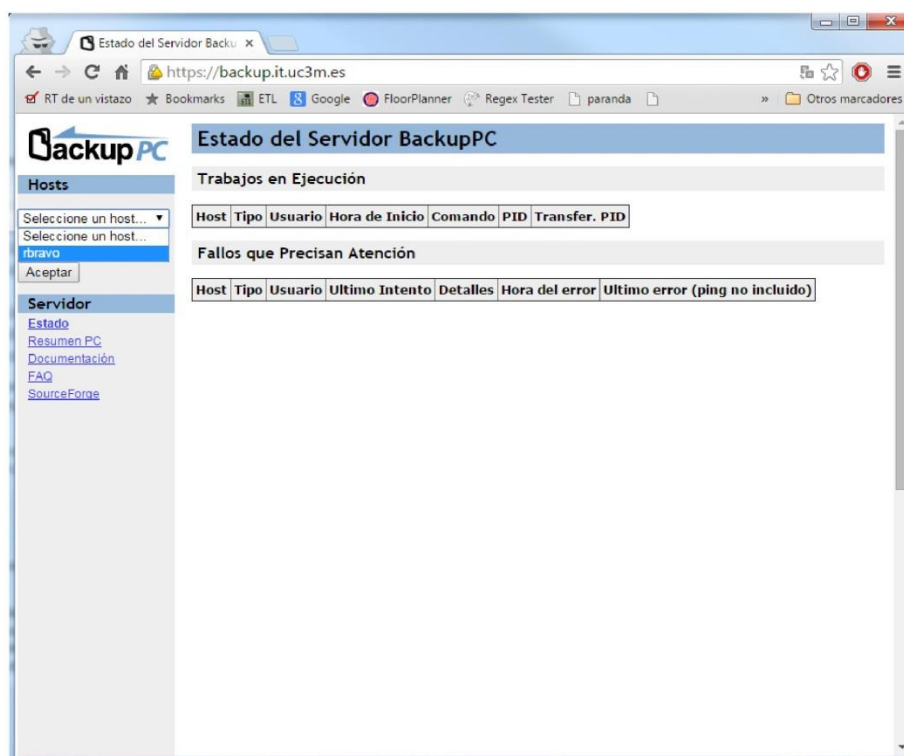 Estado del Servidor Backu
https://backup.it.uc3m.es
RT de un vistazo Bookmarks ETL Google FloorPlanner Regex Tester paranda » Otros marcadores
BackupPC
Hosts
Seleccione un host...
Seleccione un host...
rbravo
Aceptar
Servidor
Estado
Resumen PC
Documentación
FAQ
SourceForge
Estado del Servidor BackupPC
Trabajos en Ejecución
Host Tipo Usuario Hora de Inicio Comando PID Transfer. PID
Fallos que Precisan Atención
Host Tipo Usuario Ultimo Intento Detalles Hora del error Ultimo error (ping no incluido)